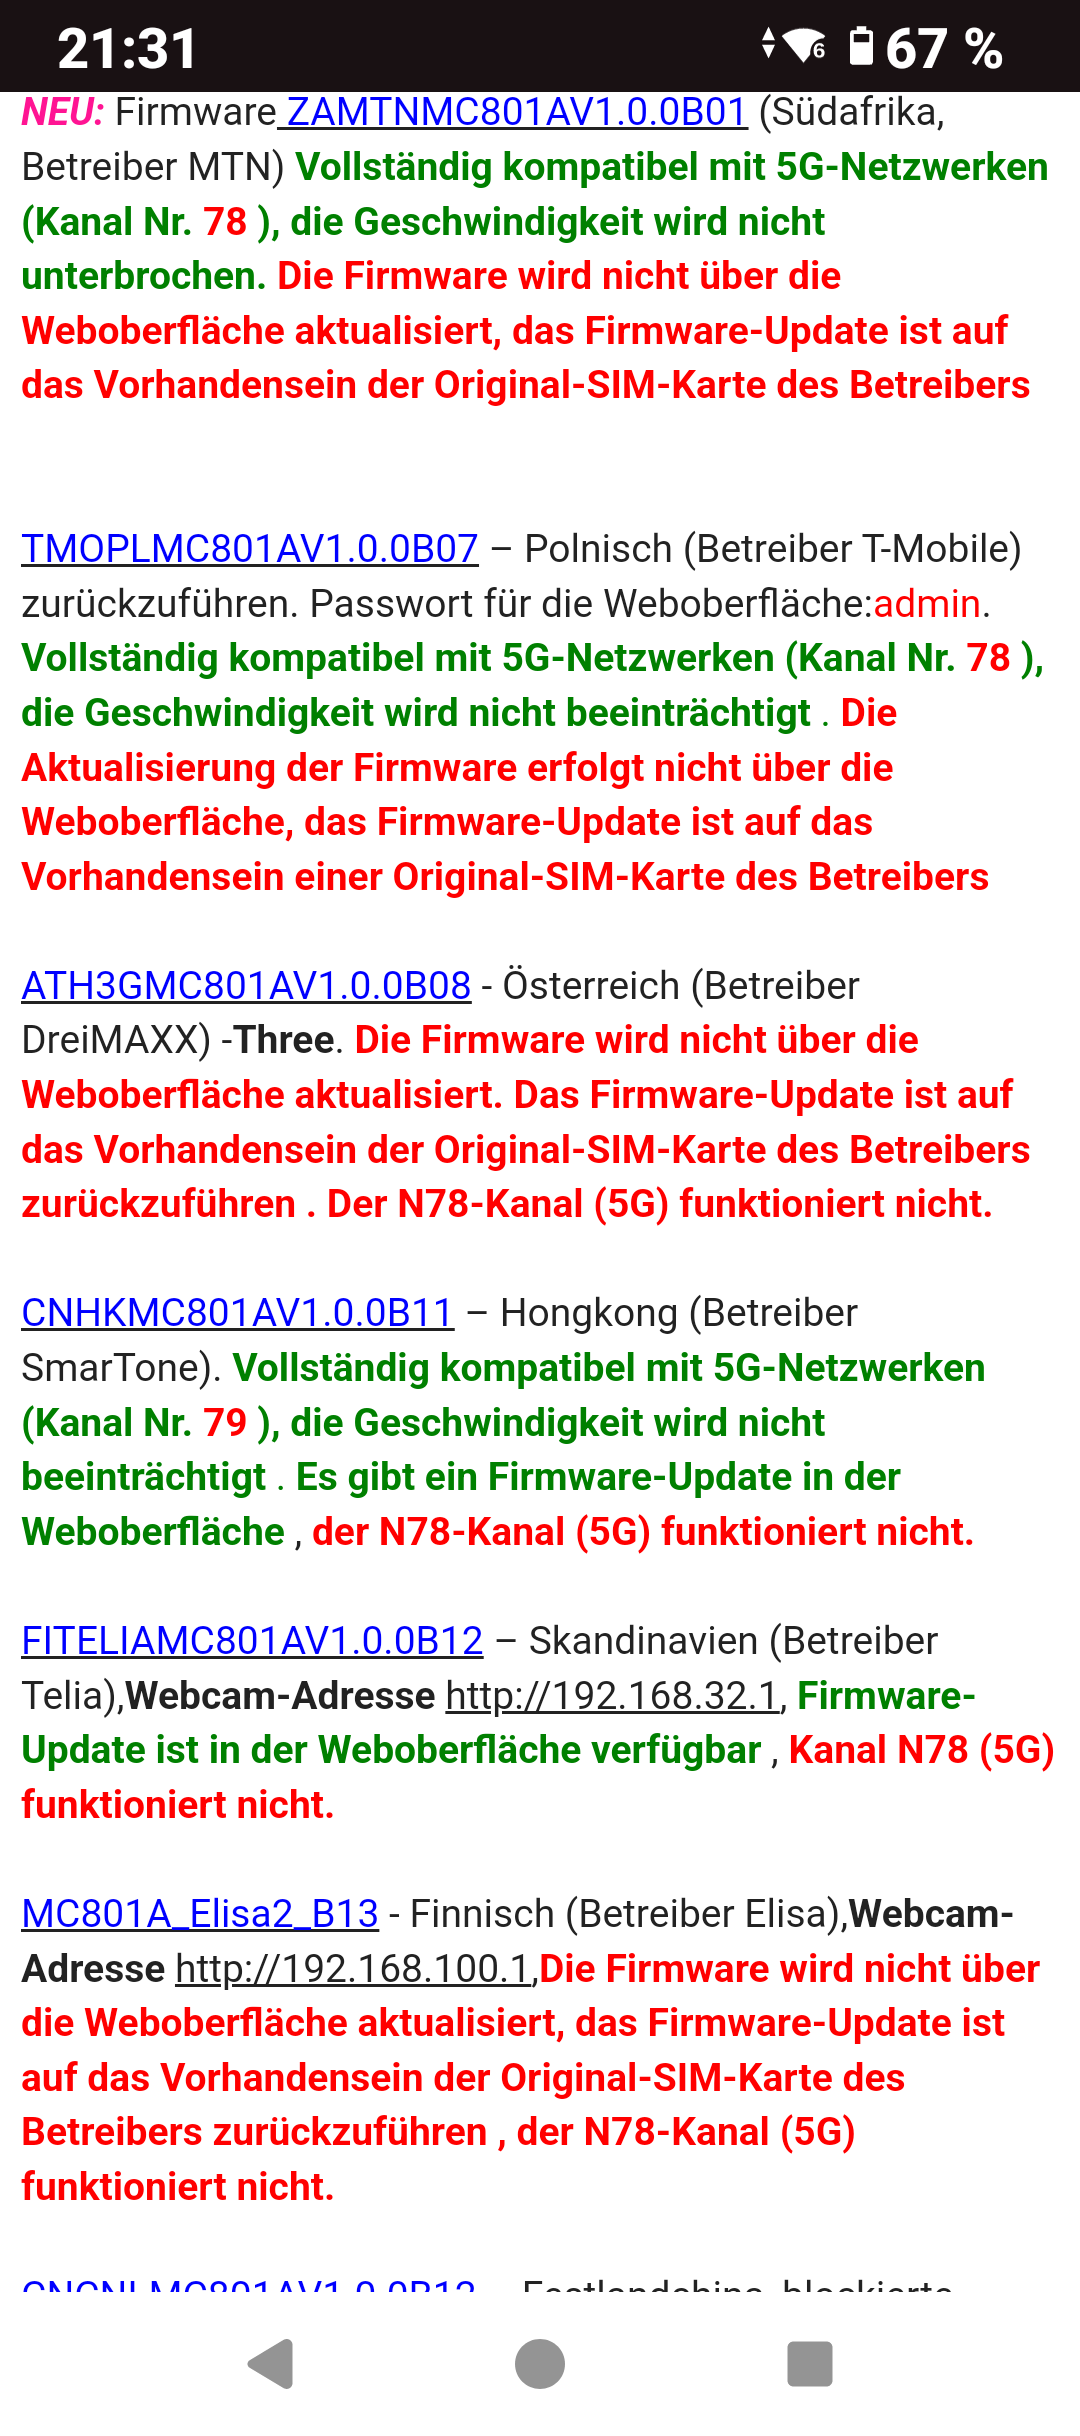 21:31 6 67 %
NEU: Firmware ZAMTNMC801AV1.0.0B01 (Südafrika,
Betreiber MTN) Vollständig kompatibel mit 5G-Netzwerken
(Kanal Nr. 78 ), die Geschwindigkeit wird nicht
unterbrochen. Die Firmware wird nicht über die
Weboberfläche aktualisiert, das Firmware-Update ist auf
das Vorhandensein der Original-SIM-Karte des Betreibers
TMOPLMC801AV1.0.0B07 – Polnisch (Betreiber T-Mobile)
zurückzuführen. Passwort für die Weboberfläche:admin.
Vollständig kompatibel mit 5G-Netzwerken (Kanal Nr. 78 ),
die Geschwindigkeit wird nicht beeinträchtigt . Die
Aktualisierung der Firmware erfolgt nicht über die
Weboberfläche, das Firmware-Update ist auf das
Vorhandensein einer Original-SIM-Karte des Betreibers
ATH3GMC801AV1.0.0B08 - Österreich (Betreiber
DreiMAXX) -Three. Die Firmware wird nicht über die
Weboberfläche aktualisiert. Das Firmware-Update ist auf
das Vorhandensein der Original-SIM-Karte des Betreibers
zurückzuführen . Der N78-Kanal (5G) funktioniert nicht.
CNHKMC801AV1.0.0B11 – Hongkong (Betreiber
SmarTone). Vollständig kompatibel mit 5G-Netzwerken
(Kanal Nr. 79 ), die Geschwindigkeit wird nicht
beeinträchtigt . Es gibt ein Firmware-Update in der
Weboberfläche , der N78-Kanal (5G) funktioniert nicht.
FITELIAMC801AV1.0.0B12 – Skandinavien (Betreiber
Telia),Webcam-Adresse http://192.168.32.1, Firmware-
Update ist in der Weboberfläche verfügbar , Kanal N78 (5G)
funktioniert nicht.
MC801A_Elisa2_B13 - Finnisch (Betreiber Elisa),Webcam-
Adresse http://192.168.100.1,Die Firmware wird nicht über
die Weboberfläche aktualisiert, das Firmware-Update ist
auf das Vorhandensein der Original-SIM-Karte des
Betreibers zurückzuführen , der N78-Kanal (5G)
funktioniert nicht.